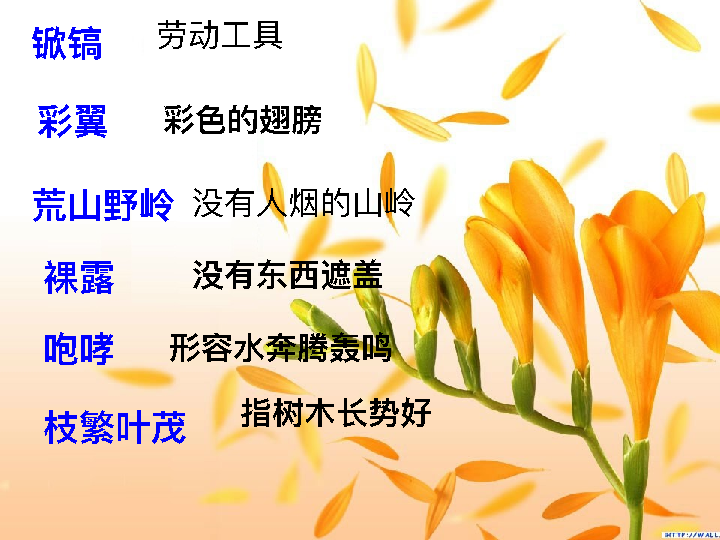 锨镐 劳动工具
彩翼 彩色的翅膀
荒山野岭 没有人烟的山岭
裸露 没有东西遮盖
咆哮 形容水奔腾轰鸣
枝繁叶茂 指树木长势好
HTTP://WALL